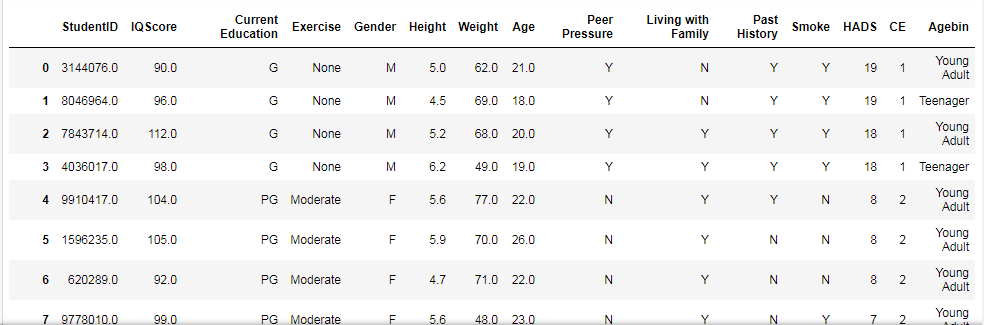 StudentID IQScore Current Education Exercise Gender Height Weight Age Peer Pressure Living with Family Past History Smoke HADS CE Agebin
0 3144076.0 90.0 G None M 5.0 62.0 21.0 Y N Y Y 19 1 Young Adult
1 8046964.0 96.0 G None M 4.5 69.0 18.0 Y N Y Y 19 1 Teenager
2 7843714.0 112.0 G None M 5.2 68.0 20.0 Y Y Y Y 18 1 Young Adult
3 4036017.0 98.0 G None M 6.2 49.0 19.0 Y Y Y Y 18 1 Teenager
4 9910417.0 104.0 PG Moderate F 5.6 77.0 22.0 N Y Y N 8 2 Young Adult
5 1596235.0 105.0 PG Moderate F 5.9 70.0 26.0 N Y N N 8 2 Young Adult
6 620289.0 92.0 PG Moderate F 4.7 71.0 22.0 N Y N N 8 2 Young Adult
7 9778010.0 99.0 PG Moderate F 5.6 48.0 23.0 N Y N Y 7 2 Young Adult